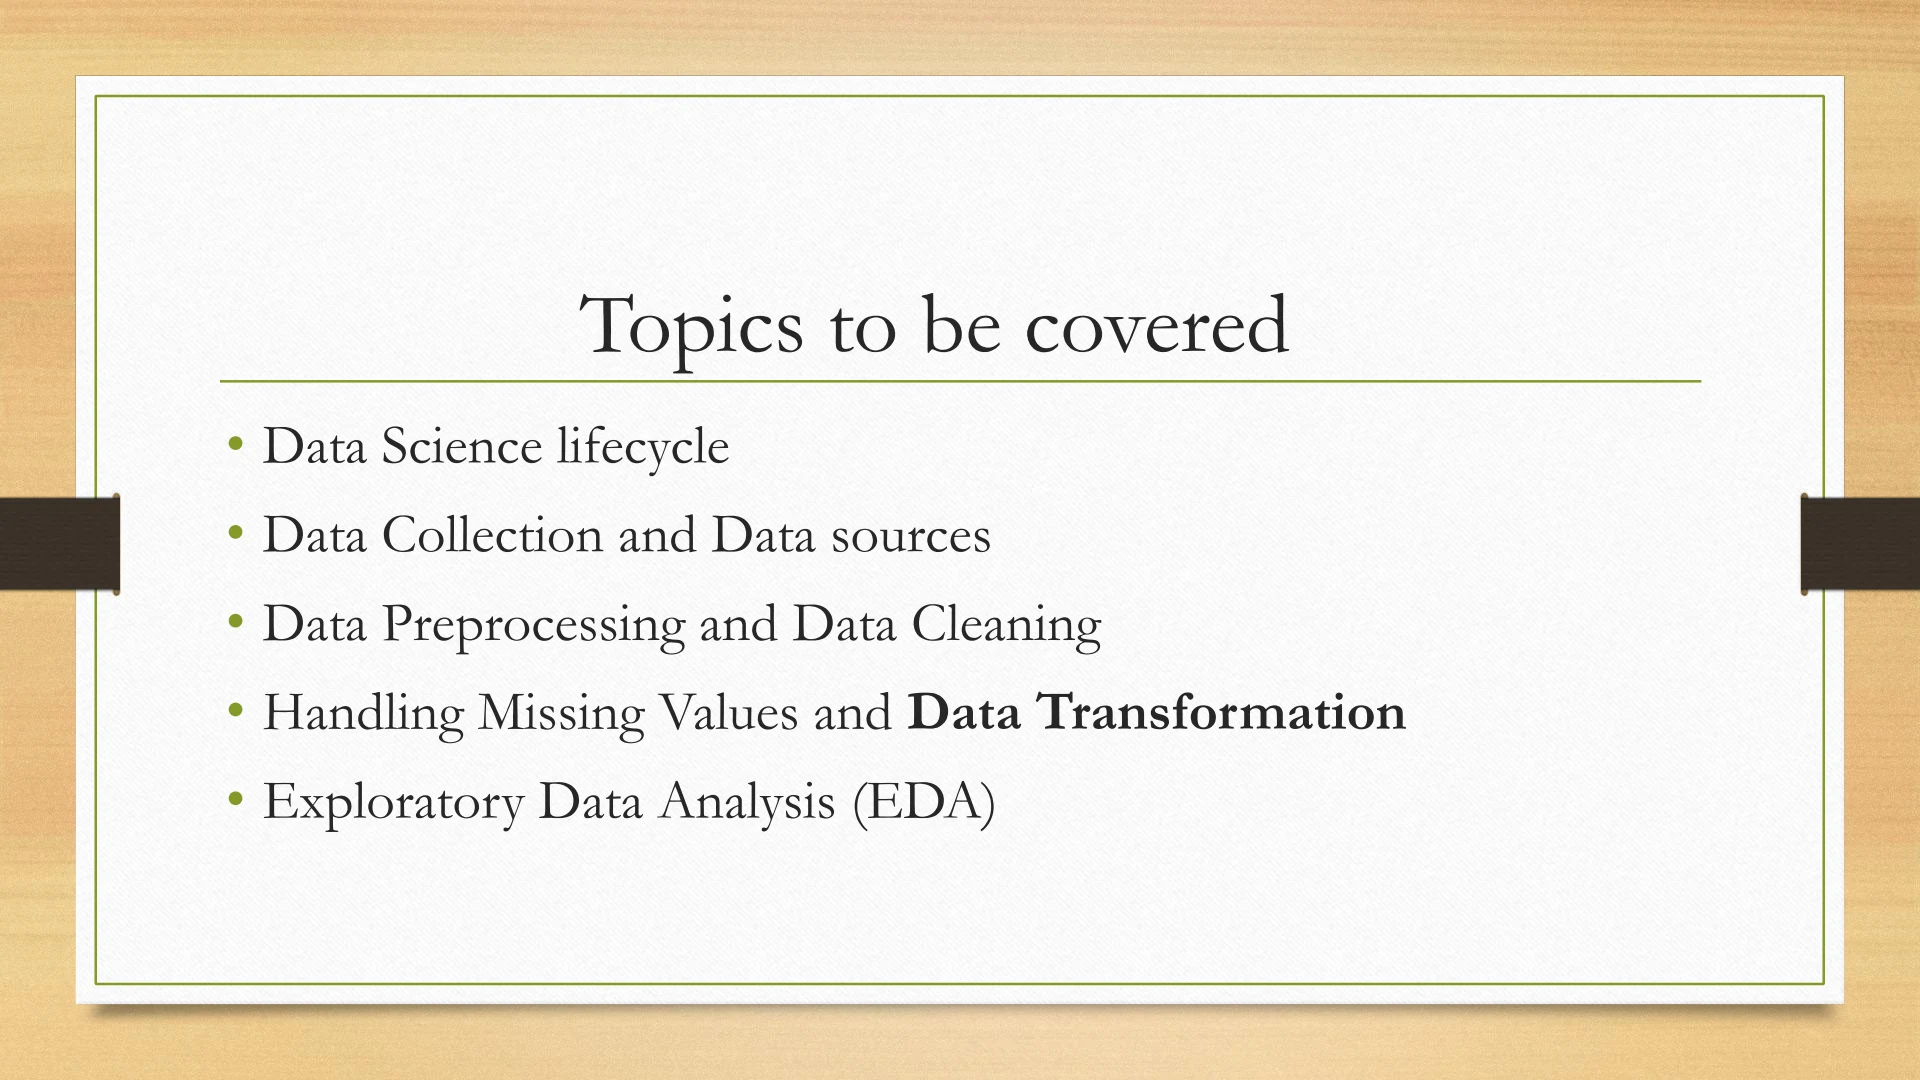 Topics to be covered
• Data Science lifecycle
• Data Collection and Data sources
• Data Preprocessing and Data Cleaning
• Handling Missing Values and Data Transformation
• Exploratory Data Analysis (EDA)